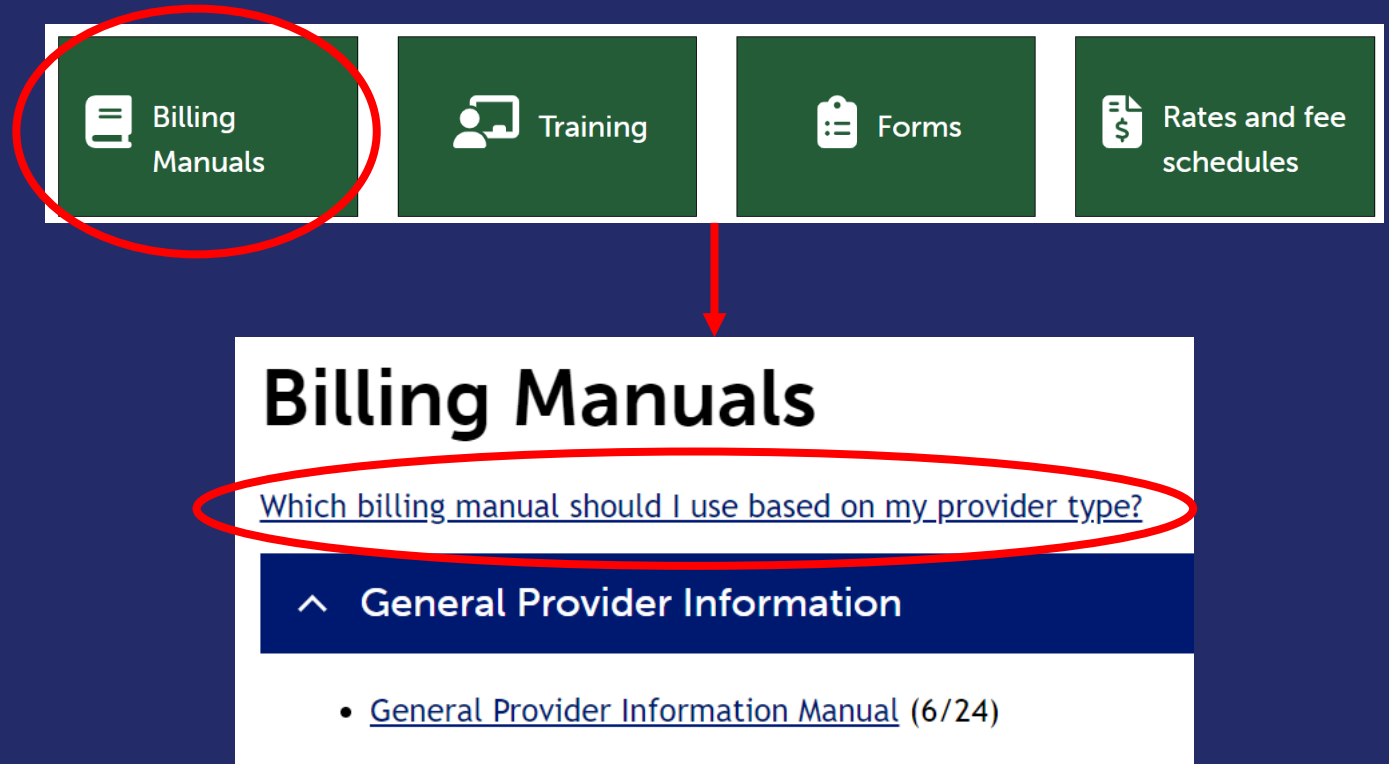 Billing
Manuals
Training
Forms
$
Rates and fee
schedules
Billing Manuals
Which billing manual should I use based on my provider type?
General Provider Information
• General Provider Information Manual (6/24)